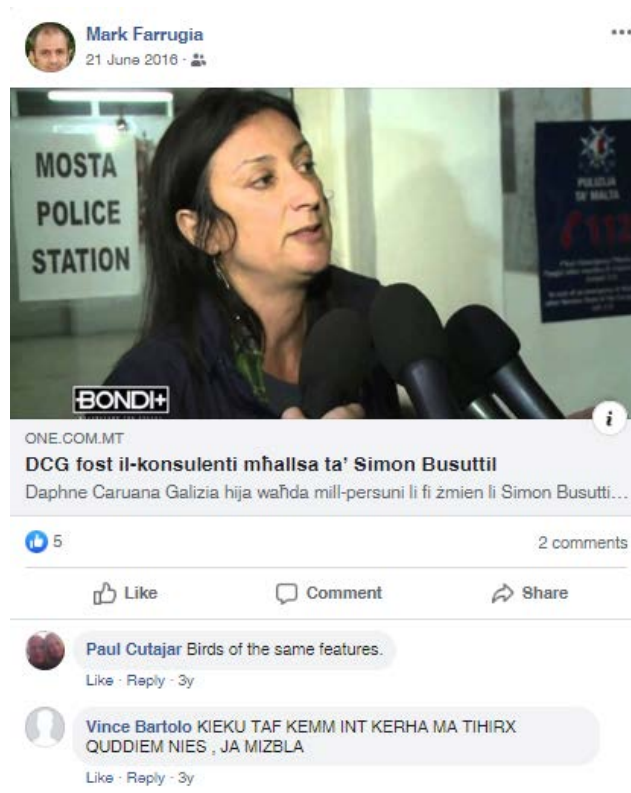 Mark Farrugia
21 June 2016
MOSTA
POLICE
STATION
PULIZIJA
TA' MALTA
112
BONDI+
ONE.COM.MT
DCG fost il-konsulenti mħallsa ta' Simon Busuttil
Daphne Caruana Galizia hija waħda mill-persuni li fi żmien li Simon Busutti...
5
2 comments
Like
Comment
Share
Paul Cutajar Birds of the same features.
Like · Reply · 3y
Vince Bartolo KIEKU TAF KEMM INT KERHA MA TIHIRX
QUDDIEM NIES , JA MIZBLA
Like · Reply · 3y